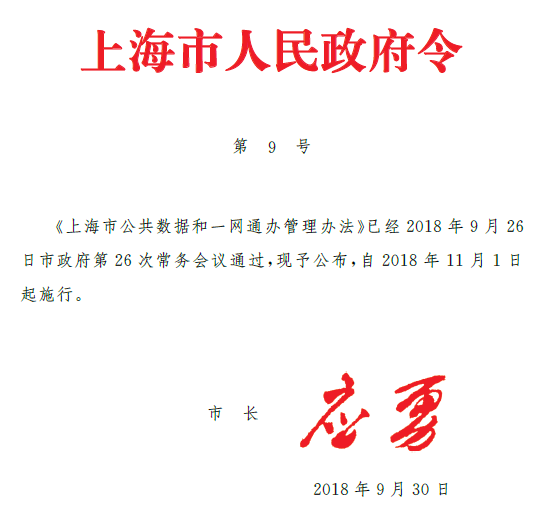 上海市人民政府令
第 9 号
《上海市公共数据和一网通办管理办法》已经 2018 年 9 月 26
日市政府第 26 次常务会议通过,现予公布,自 2018 年 11 月 1 日
起施行。
市 长 应勇
2018 年 9 月 30 日